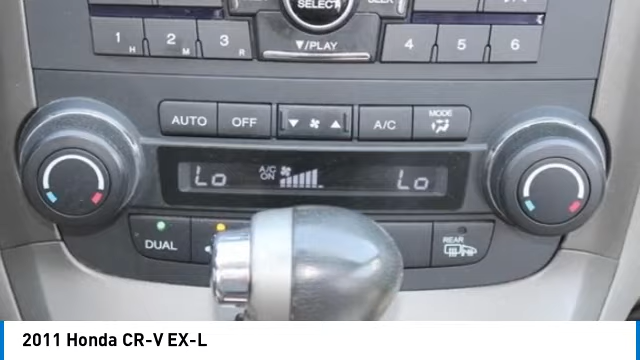 SELECT
1 H 2 M 3 R
▼/PLAY
4 5 6
AUTO OFF A/C MODE
Lo A/C ON Lo
DUAL
REAR
2011 Honda CR-V EX-L